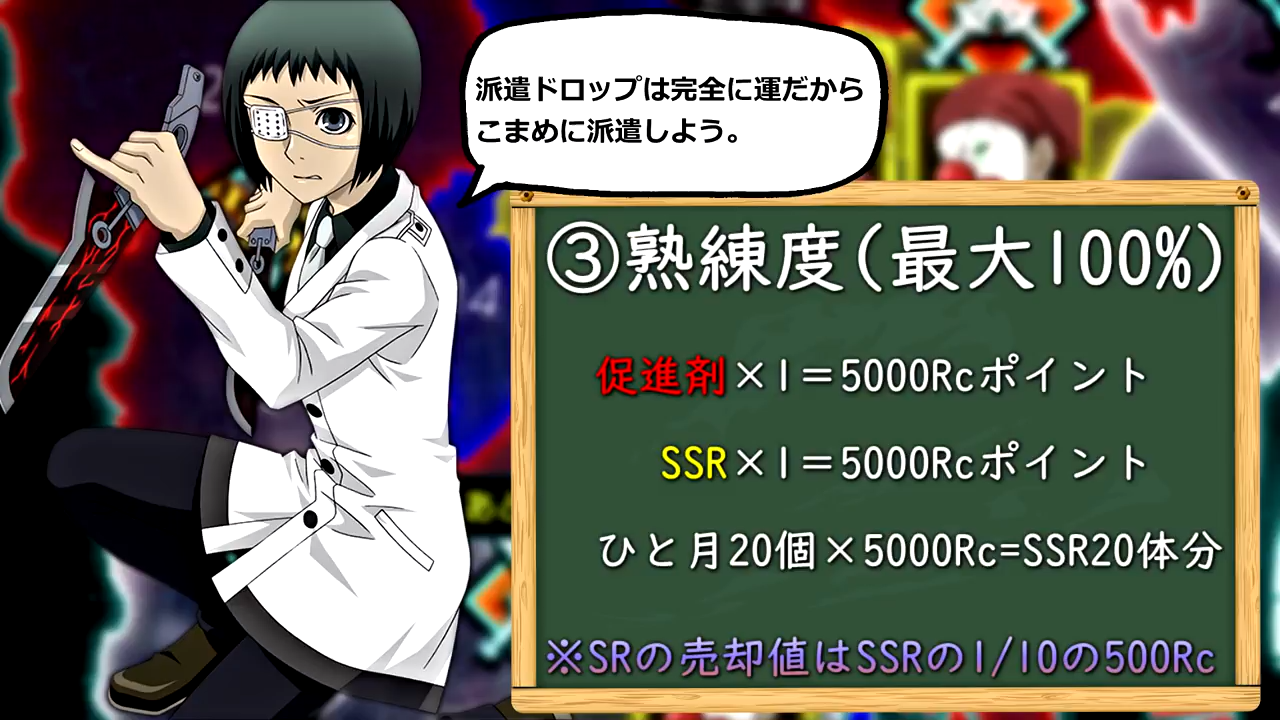 派遣ドロップは完全に運だから
こまめに派遣しよう。
③熟練度(最大100%)
促進剤×1=5000Rcポイント
SSR×1=5000Rcポイント
ひと月20個×5000Rc=SSR20体分
※SRの売却値はSSRの1/10の500Rc